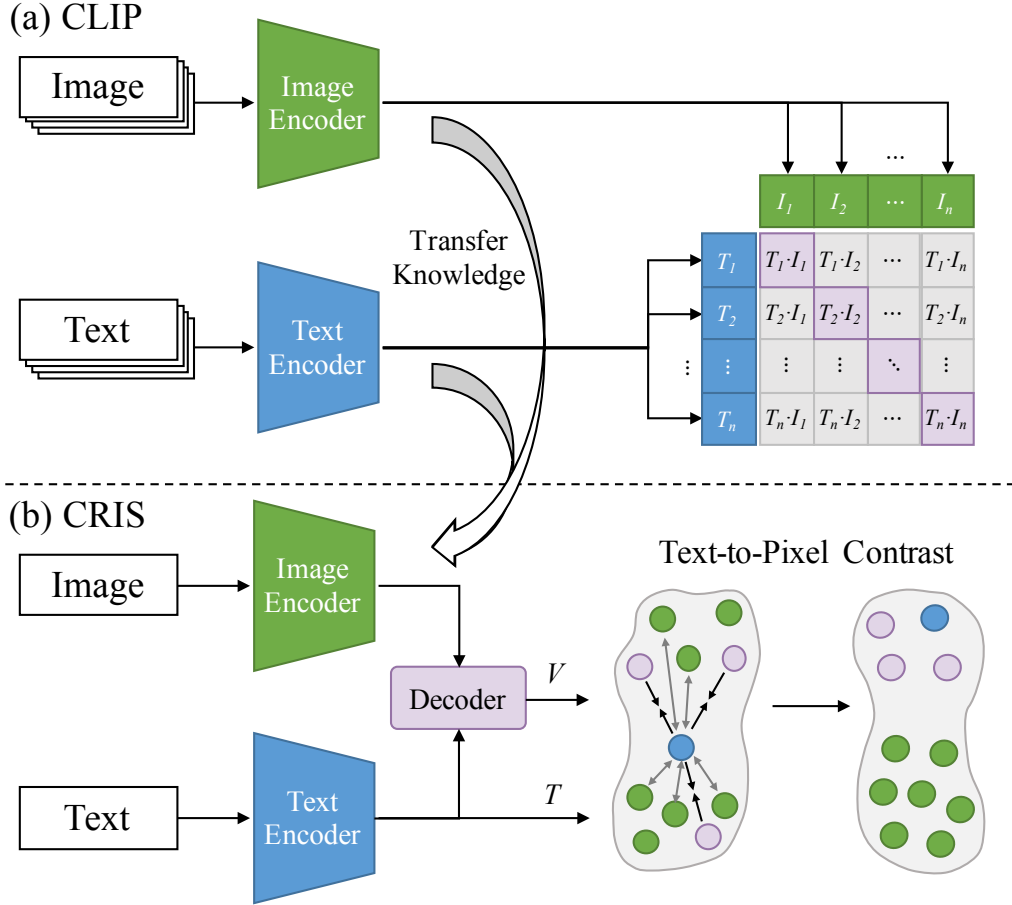 (a) CLIP
Image
Image
Encoder
Transfer
Knowledge
Text
Text
Encoder
...
I1 I2 ... In
T1 T1·I1 T1·I2 ... T1·In
T2 T2·I1 T2·I2 ... T2·In
⋮ ⋮ ⋮ ⋮ ⋱ ⋮
Tn Tn·I1 Tn·I2 ... Tn·In
(b) CRIS
Image
Image
Encoder
Decoder
Text
Text
Encoder
V
T
Text-to-Pixel Contrast